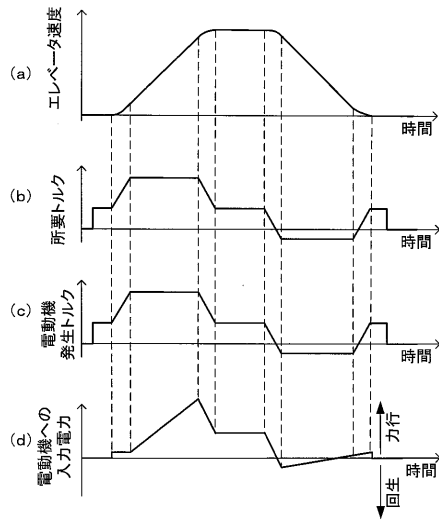 (a)
エレベータ速度
時間
(b)
所要トルク
時間
(c)
電動機
発生トルク
時間
(d)
電動機への
入力電力
時間
力行
回生